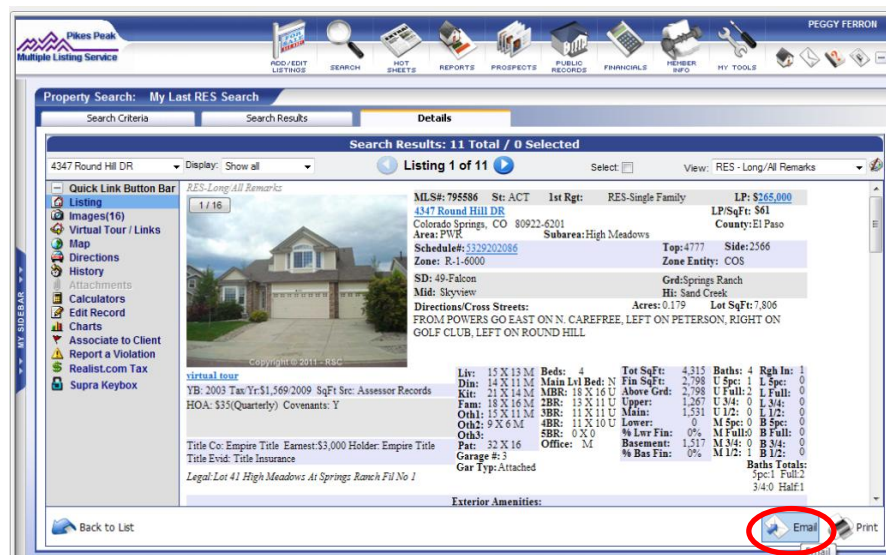 PEGGY FERRON
Pikes Peak
Multiple Listing Service
ADD/EDIT LISTINGS
SEARCH
HOT SHEETS
REPORTS
PROSPECTS
PUBLIC RECORDS
FINANCIALS
MEMBER INFO
MY TOOLS
Property Search: My Last RES Search
Search Criteria Search Results Details
Search Results: 11 Total / 0 Selected
4347 Round Hill DR Display: Show all Listing 1 of 11 Select: View: RES - Long/All Remarks
MY SIDEBAR
Quick Link Button Bar
Listing
Images(16)
Virtual Tour / Links
Map
Directions
History
Attachments
Calculators
Edit Record
Charts
Associate to Client
Report a Violation
Realist.com Tax
Supra Keybox
RES-Long/All Remarks
1 / 16
Copyright © 2011 - RSC
virtual tour
MLS#: 795586 St: ACT 1st Rgt: RES-Single Family LP: $265,000
4347 Round Hill DR LP/SqFt: $61
Colorado Springs, CO 80922-6201 County:El Paso
Area: PWR Subarea:High Meadows
Schedule#:5329202086 Top:4777 Side:2566
Zone: R-1-6000 Zone Entity: COS
SD: 49-Falcon Grd:Springs Ranch
Mid: Skyview Hi: Sand Creek
Directions/Cross Streets: Acres: 0.179 Lot SqFt:7,806
FROM POWERS GO EAST ON N. CAREFREE, LEFT ON PETERSON, RIGHT ON
GOLF CLUB, LEFT ON ROUND HILL
YB: 2003 Tax/Yr:$1,569/2009 SqFt Src: Assessor Records
HOA: $35(Quarterly) Covenants: Y
Title Co: Empire Title Earnest:$3,000 Holder: Empire Title
Title Evid: Title Insurance
Legal:Lot 41 High Meadows At Springs Ranch Fil No 1
Liv: 15 X 13 M Beds: 4 Tot SqFt: 4,315 Baths: 4 Rgh In: 1
Din: 14 X 11 M Main Lvl Bed: N Fin SqFt: 2,798 U 5pc: 1 L 5pc: 0
Kit: 21 X 14 M MBR: 18 X 16 U Above Grd: 2,798 U Full: 2 L Full: 0
Fam: 18 X 16 M 2BR: 13 X 11 U Upper: 1,267 U 3/4: 0 L 3/4: 0
Oth1: 15 X 11 M 3BR: 11 X 11 U Main: 1,531 U 1/2: 0 L 1/2: 0
Oth2: 9 X 6 M 4BR: 11 X 10 U Lower: 0 M 5pc: 0 B 5pc: 0
Oth3: 5BR: 0 X 0 % Lwr Fin: 0% M Full:0 B Full: 0
Pat: 32 X 16 Office: M Basement: 1,517 M 3/4: 0 B 3/4: 0
Garage #: 3 % Bas Fin: 0% M 1/2: 1 B 1/2: 0
Gar Typ:Attached Baths Totals:
5pc:1 Full:2
3/4:0 Half:1
Exterior Amenities:
Back to List Email Print
Email